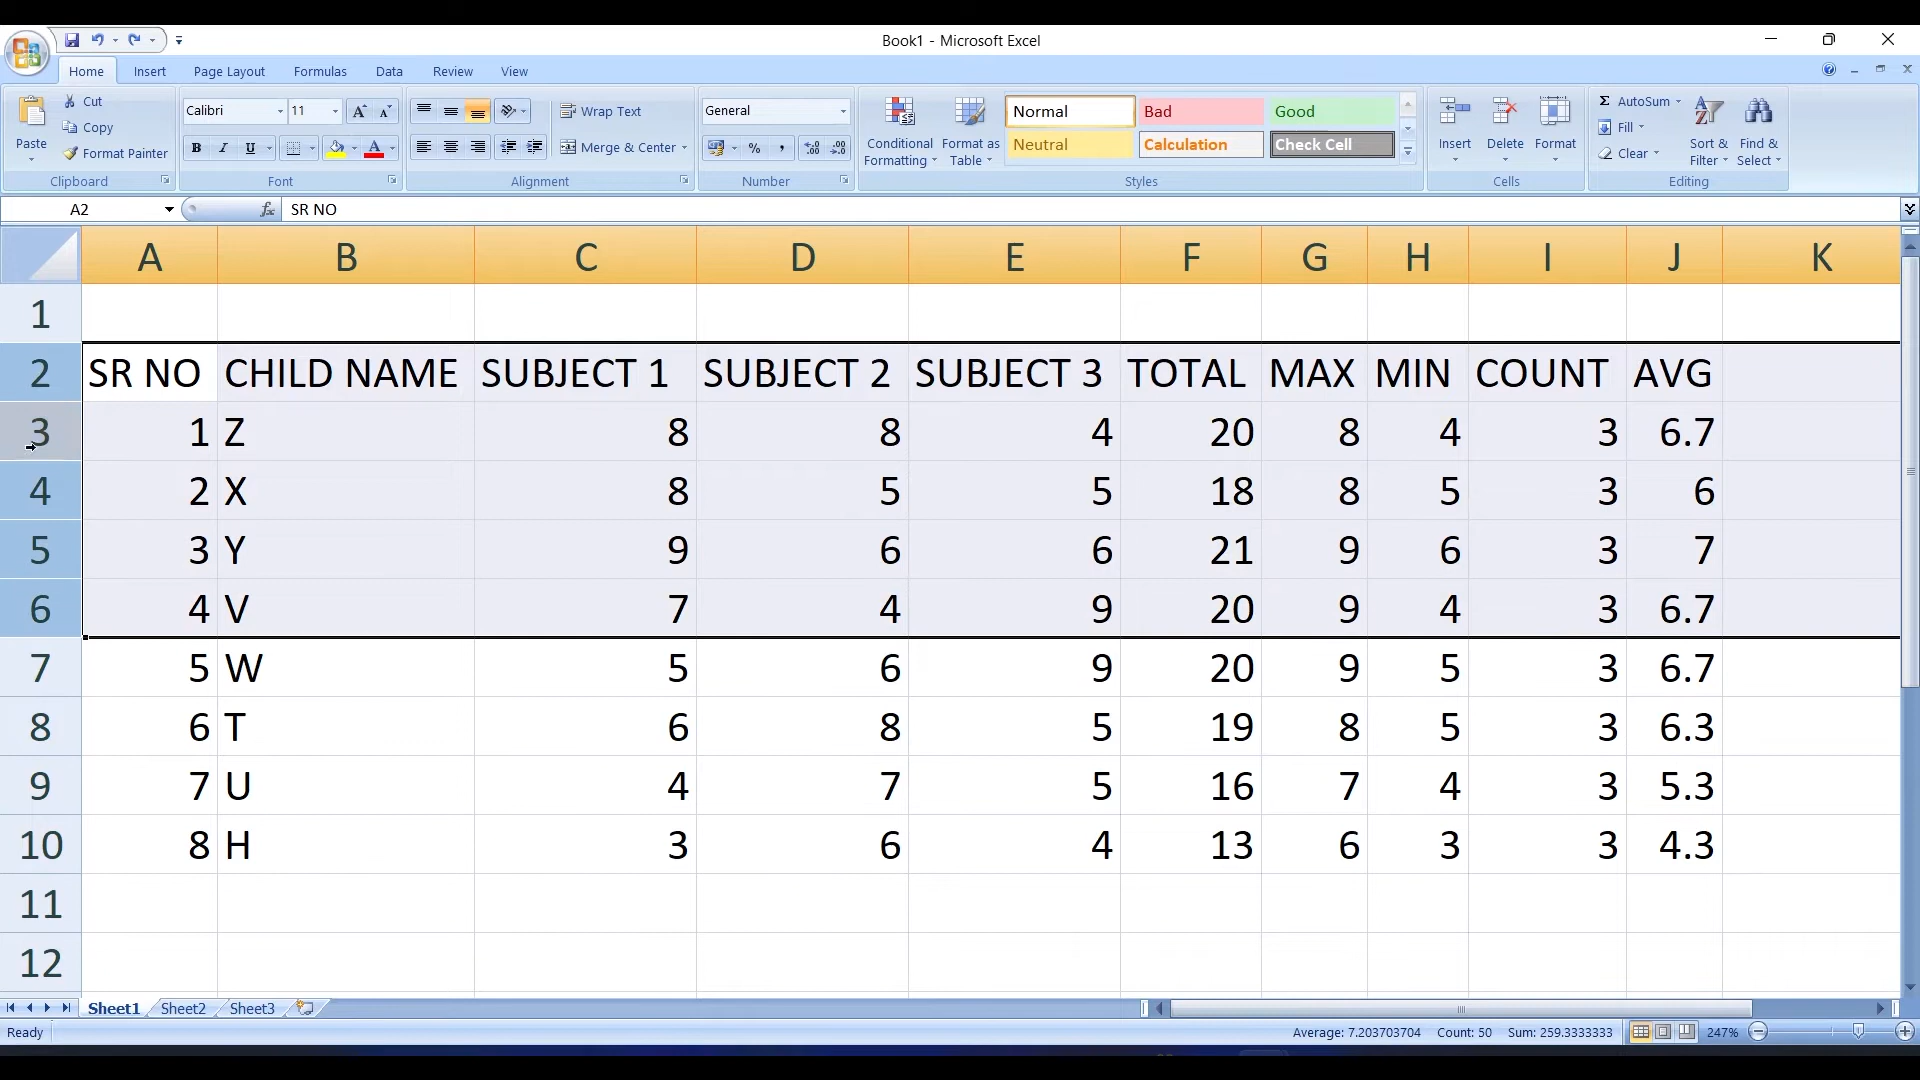 Book1 - Microsoft Excel
Home Insert Page Layout Formulas Data Review View
Paste
Cut
Copy
Format Painter
Clipboard
Calibri 11
B I U
Font
Wrap Text
Merge & Center
Alignment
General
% ,
Number
Conditional Formatting
Format as Table
Normal Bad Good
Neutral Calculation Check Cell
Styles
Insert Delete Format
Cells
Σ AutoSum
Fill
Clear
Sort & Filter
Find & Select
Editing
A2 fx SR NO
A B C D E F G H I J K
1
2 SR NO CHILD NAME SUBJECT 1 SUBJECT 2 SUBJECT 3 TOTAL MAX MIN COUNT AVG
3 1 Z 8 8 4 20 8 4 3 6.7
4 2 X 8 5 5 18 8 5 3 6
5 3 Y 9 6 6 21 9 6 3 7
6 4 V 7 4 9 20 9 4 3 6.7
7 5 W 5 6 9 20 9 5 3 6.7
8 6 T 6 8 5 19 8 5 3 6.3
9 7 U 4 7 5 16 7 4 3 5.3
10 8 H 3 6 4 13 6 3 3 4.3
11
12
Sheet1 Sheet2 Sheet3
Ready Average: 7.203703704 Count: 50 Sum: 259.3333333 247%